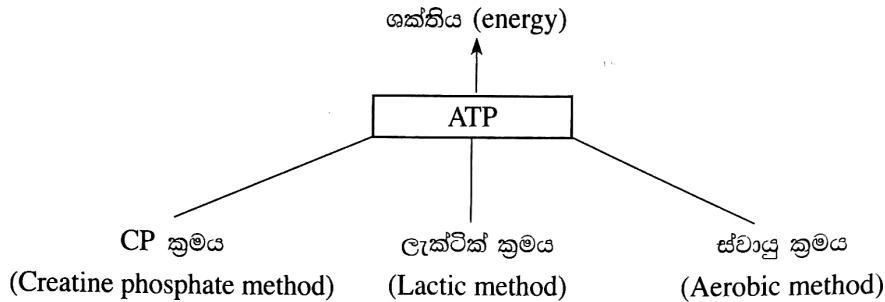 ශක්තිය (energy)
ATP
CP ක්‍රමය
(Creatine phosphate method)
ලැක්ටික් ක්‍රමය
(Lactic method)
ස්වායු ක්‍රමය
(Aerobic method)